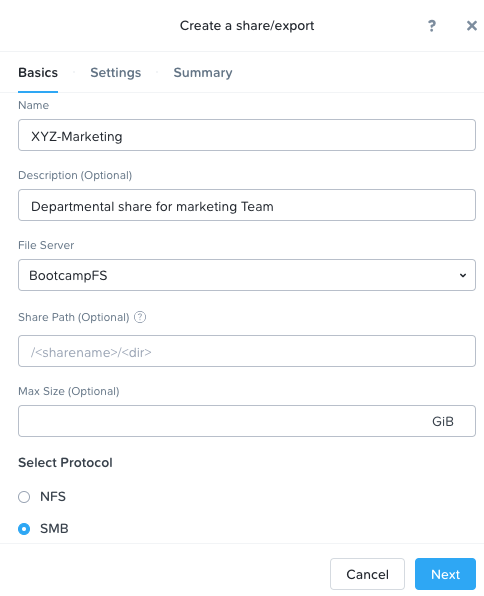 Create a share/export ? ×
Basics Settings Summary
Name
XYZ-Marketing
Description (Optional)
Departmental share for marketing Team
File Server
BootcampFS
Share Path (Optional) ?
/<sharename>/<dir>
Max Size (Optional)
GiB
Select Protocol
NFS
SMB
Cancel Next